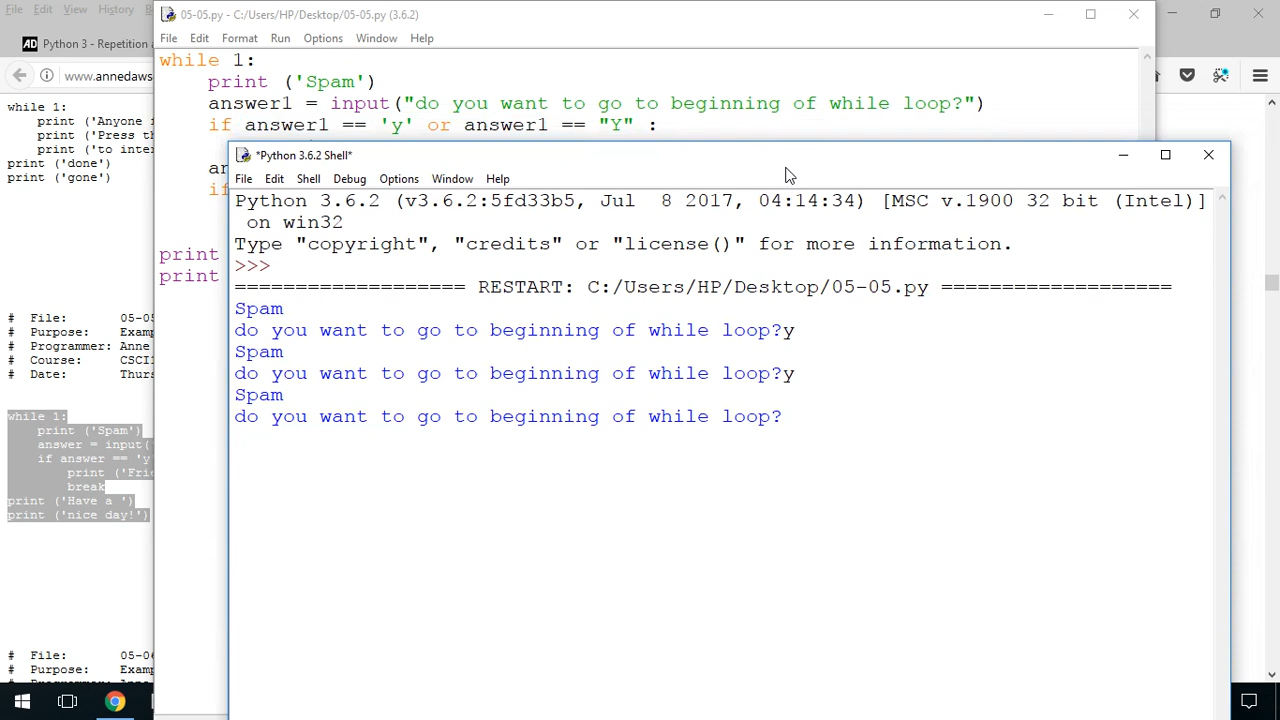 File Edit View History
05-05.py - C:/Users/HP/Desktop/05-05.py (3.6.2)
File Edit Format Run Options Window Help
AD Python 3 - Repetition
www.annedaws
while 1:
print ('Anyone
print ('Press th
print ('to inter
print ('done')
print ('gone')
# File: 05-05
# Purpose: Examp
# Programmer: Anne
# Course: CSCI1
# Date: Thurs
while 1:
print ('Spam')
answer = input(
if answer == 'y
print ('Frie
break
print ('Have a ')
print ('nice day!')
# File: 05-06
# Purpose: Examp
while 1:
print ('Spam')
answer1 = input("do you want to go to beginning of while loop?")
if answer1 == 'y' or answer1 == "Y" :
an
if
print
print
*Python 3.6.2 Shell*
File Edit Shell Debug Options Window Help
Python 3.6.2 (v3.6.2:5fd33b5, Jul 8 2017, 04:14:34) [MSC v.1900 32 bit (Intel)]
on win32
Type "copyright", "credits" or "license()" for more information.
>>>
=================== RESTART: C:/Users/HP/Desktop/05-05.py ====================
Spam
do you want to go to beginning of while loop?y
Spam
do you want to go to beginning of while loop?y
Spam
do you want to go to beginning of while loop?